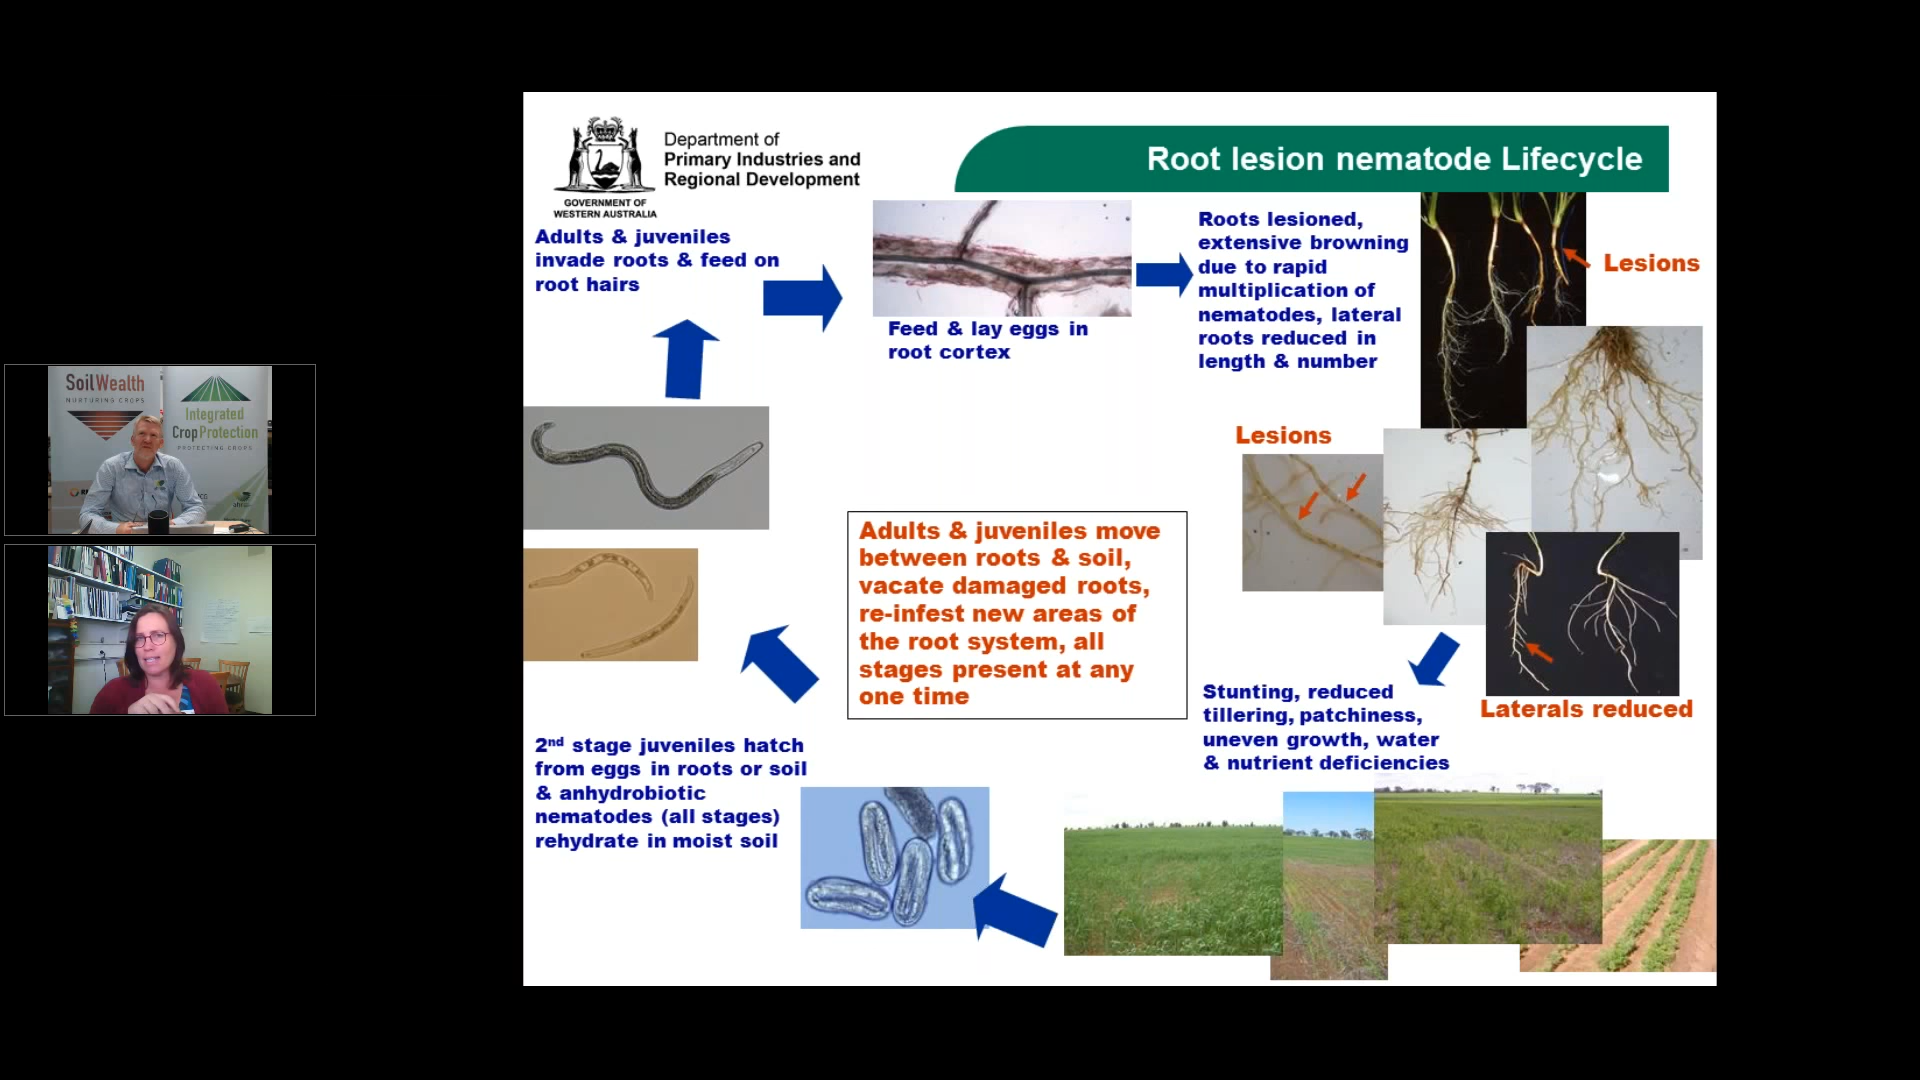 Department of
Primary Industries and
Regional Development
GOVERNMENT OF
WESTERN AUSTRALIA
Root lesion nematode Lifecycle
Adults & juveniles
invade roots & feed on
root hairs
Feed & lay eggs in
root cortex
Roots lesioned,
extensive browning
due to rapid
multiplication of
nematodes, lateral
roots reduced in
length & number
Lesions
Lesions
Laterals reduced
Adults & juveniles move
between roots & soil,
vacate damaged roots,
re-infest new areas of
the root system, all
stages present at any
one time
Stunting, reduced
tillering, patchiness,
uneven growth, water
& nutrient deficiencies
2nd stage juveniles hatch
from eggs in roots or soil
& anhydrobiotic
nematodes (all stages)
rehydrate in moist soil
SoilWealth
NURTURING CROPS
Integrated
CropProtection
PROTECTING CROPS